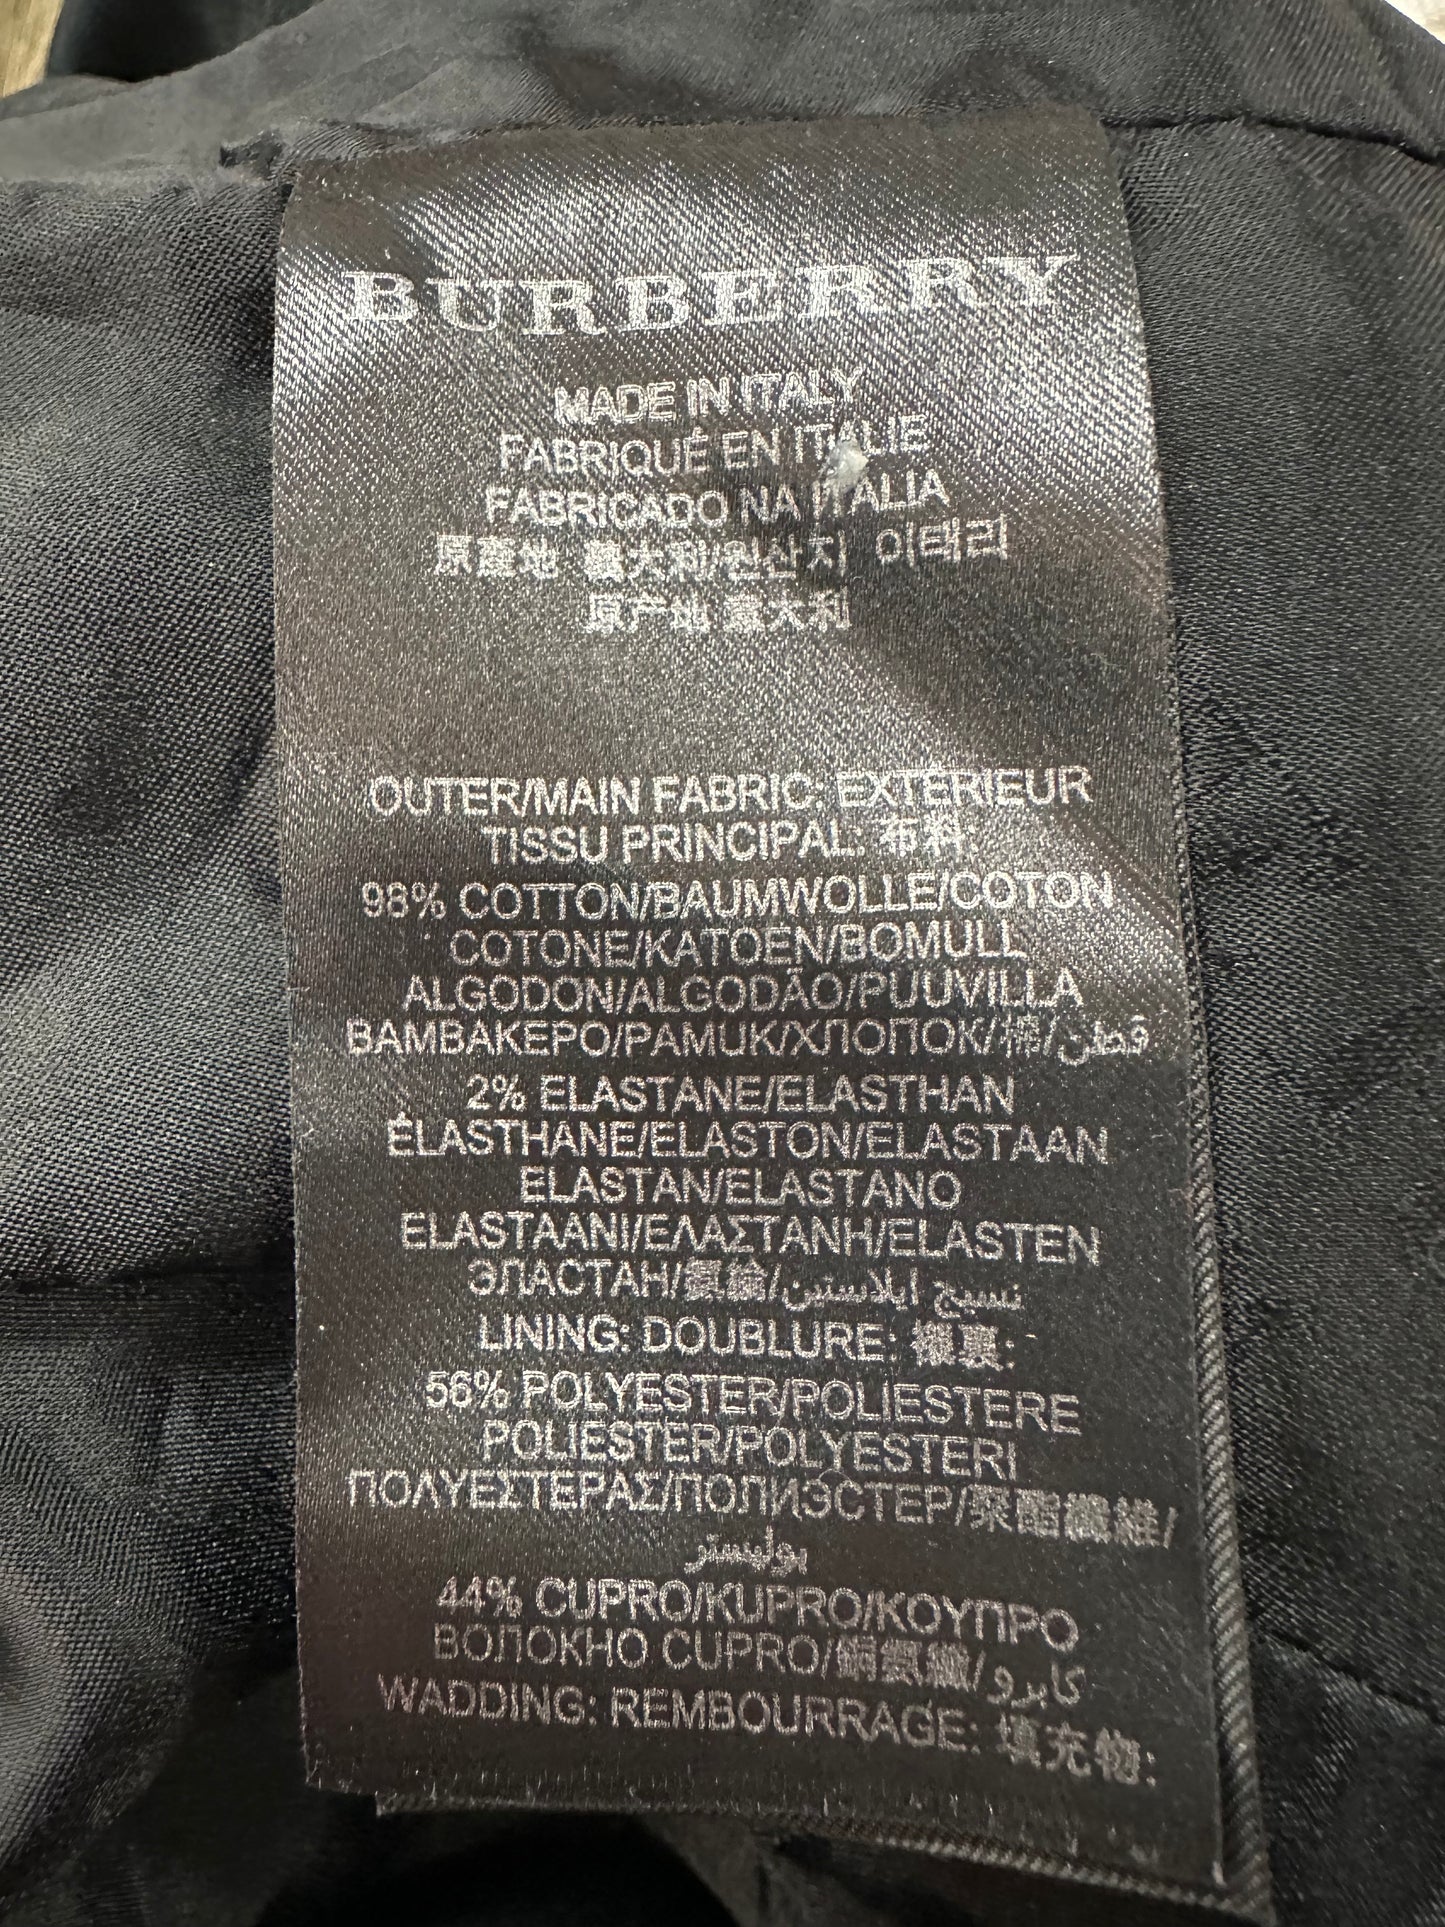 BURBERRY
MADE IN ITALY
FABRIQUÉ EN ITALIE
FABRICADO NA ITALIA
原產地 義大利/원산지 이태리
原产地 意大利
OUTER/MAIN FABRIC: EXTÉRIEUR
TISSU PRINCIPAL: 布料:
98% COTTON/BAUMWOLLE/COTON
COTONE/KATOEN/BOMULL
ALGODON/ALGODÃO/PUUVILLA
ΒΑΜΒΑΚΕΡΟ/PAMUK/ХЛОПОК/棉/قطن
2% ELASTANE/ELASTHAN
ÉLASTHANE/ELASTON/ELASTAAN
ELASTAN/ELASTANO
ELASTAANI/ΕΛΑΣΤΑΝΗ/ELASTEN
ЭЛАСТАН/氨綸/نسيج ايلاستين
LINING: DOUBLURE: 襯裏:
56% POLYESTER/POLIESTERE
POLIESTER/POLYESTERI
ΠΟΛΥΕΣΤΕΡΑΣ/ПОЛИЭСТЕР/聚酯纖維/
بوليستر
44% CUPRO/KUPRO/ΚΟΥΠΡΟ
ВОЛОКНО CUPRO/銅氨纖/كابرو
WADDING: REMBOURRAGE: 填充物: